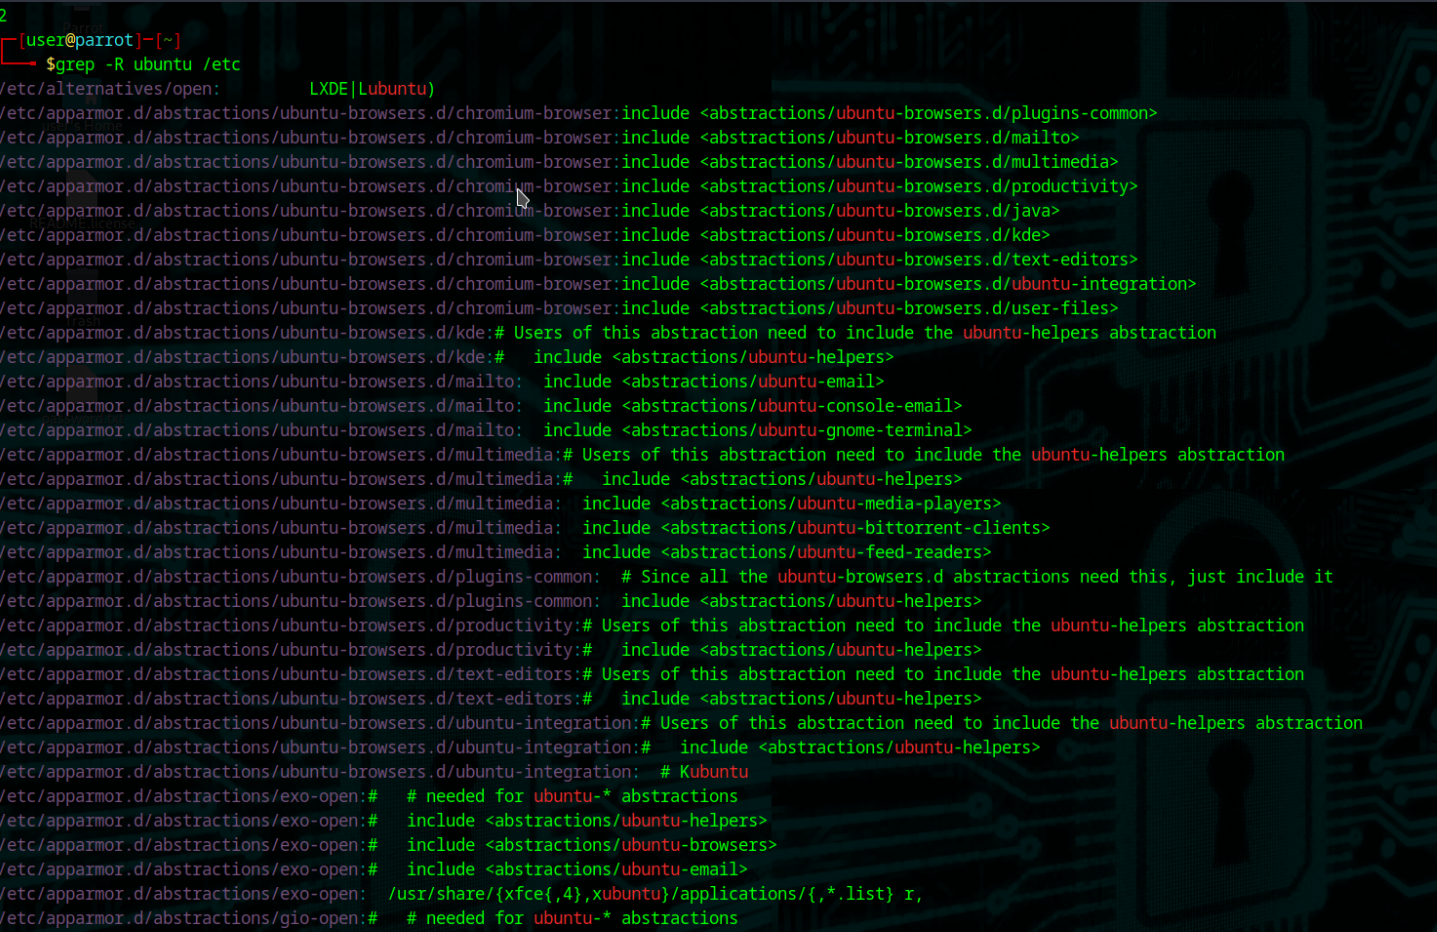 2
┌─[user@parrot]─[~]
└──╼ $grep -R ubuntu /etc
/etc/alternatives/open:         LXDE|Lubuntu)
/etc/apparmor.d/abstractions/ubuntu-browsers.d/chromium-browser:include <abstractions/ubuntu-browsers.d/plugins-common>
/etc/apparmor.d/abstractions/ubuntu-browsers.d/chromium-browser:include <abstractions/ubuntu-browsers.d/mailto>
/etc/apparmor.d/abstractions/ubuntu-browsers.d/chromium-browser:include <abstractions/ubuntu-browsers.d/multimedia>
/etc/apparmor.d/abstractions/ubuntu-browsers.d/chromium-browser:include <abstractions/ubuntu-browsers.d/productivity>
/etc/apparmor.d/abstractions/ubuntu-browsers.d/chromium-browser:include <abstractions/ubuntu-browsers.d/java>
/etc/apparmor.d/abstractions/ubuntu-browsers.d/chromium-browser:include <abstractions/ubuntu-browsers.d/kde>
/etc/apparmor.d/abstractions/ubuntu-browsers.d/chromium-browser:include <abstractions/ubuntu-browsers.d/text-editors>
/etc/apparmor.d/abstractions/ubuntu-browsers.d/chromium-browser:include <abstractions/ubuntu-browsers.d/ubuntu-integration>
/etc/apparmor.d/abstractions/ubuntu-browsers.d/chromium-browser:include <abstractions/ubuntu-browsers.d/user-files>
/etc/apparmor.d/abstractions/ubuntu-browsers.d/kde:# Users of this abstraction need to include the ubuntu-helpers abstraction
/etc/apparmor.d/abstractions/ubuntu-browsers.d/kde:#   include <abstractions/ubuntu-helpers>
/etc/apparmor.d/abstractions/ubuntu-browsers.d/mailto:  include <abstractions/ubuntu-email>
/etc/apparmor.d/abstractions/ubuntu-browsers.d/mailto:  include <abstractions/ubuntu-console-email>
/etc/apparmor.d/abstractions/ubuntu-browsers.d/mailto:  include <abstractions/ubuntu-gnome-terminal>
/etc/apparmor.d/abstractions/ubuntu-browsers.d/multimedia:# Users of this abstraction need to include the ubuntu-helpers abstraction
/etc/apparmor.d/abstractions/ubuntu-browsers.d/multimedia:#   include <abstractions/ubuntu-helpers>
/etc/apparmor.d/abstractions/ubuntu-browsers.d/multimedia:  include <abstractions/ubuntu-media-players>
/etc/apparmor.d/abstractions/ubuntu-browsers.d/multimedia:  include <abstractions/ubuntu-bittorrent-clients>
/etc/apparmor.d/abstractions/ubuntu-browsers.d/multimedia:  include <abstractions/ubuntu-feed-readers>
/etc/apparmor.d/abstractions/ubuntu-browsers.d/plugins-common:  # Since all the ubuntu-browsers.d abstractions need this, just include it
/etc/apparmor.d/abstractions/ubuntu-browsers.d/plugins-common:  include <abstractions/ubuntu-helpers>
/etc/apparmor.d/abstractions/ubuntu-browsers.d/productivity:# Users of this abstraction need to include the ubuntu-helpers abstraction
/etc/apparmor.d/abstractions/ubuntu-browsers.d/productivity:#   include <abstractions/ubuntu-helpers>
/etc/apparmor.d/abstractions/ubuntu-browsers.d/text-editors:# Users of this abstraction need to include the ubuntu-helpers abstraction
/etc/apparmor.d/abstractions/ubuntu-browsers.d/text-editors:#   include <abstractions/ubuntu-helpers>
/etc/apparmor.d/abstractions/ubuntu-browsers.d/ubuntu-integration:# Users of this abstraction need to include the ubuntu-helpers abstraction
/etc/apparmor.d/abstractions/ubuntu-browsers.d/ubuntu-integration:#   include <abstractions/ubuntu-helpers>
/etc/apparmor.d/abstractions/ubuntu-browsers.d/ubuntu-integration:  # Kubuntu
/etc/apparmor.d/abstractions/exo-open:#   # needed for ubuntu-* abstractions
/etc/apparmor.d/abstractions/exo-open:#   include <abstractions/ubuntu-helpers>
/etc/apparmor.d/abstractions/exo-open:#   include <abstractions/ubuntu-browsers>
/etc/apparmor.d/abstractions/exo-open:#   include <abstractions/ubuntu-email>
/etc/apparmor.d/abstractions/exo-open:  /usr/share/{xfce{,4},xubuntu}/applications/{,*.list} r,
/etc/apparmor.d/abstractions/gio-open:#   # needed for ubuntu-* abstractions